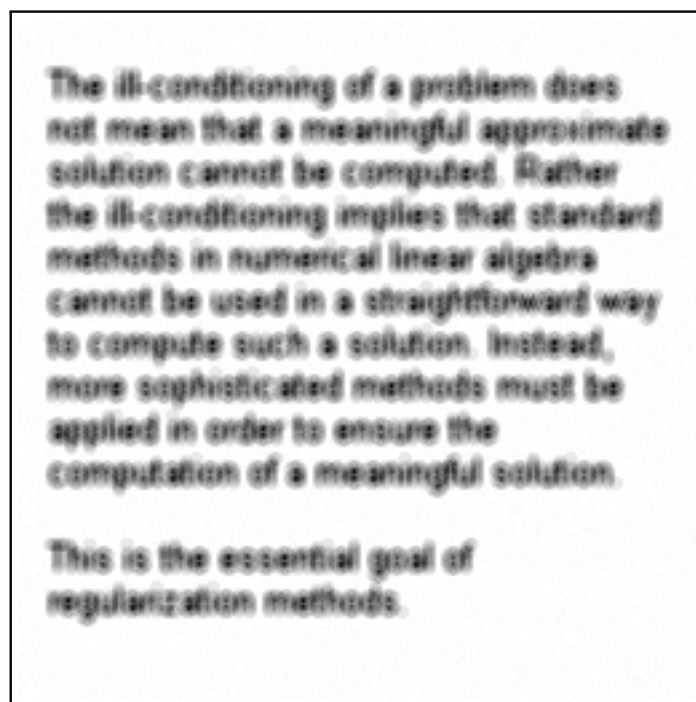 The ill-conditioning of a problem does
not mean that a meaningful approximate
solution cannot be computed. Rather
the ill-conditioning implies that standard
methods in numerical linear algebra
cannot be used in a straightforward way
to compute such a solution. Instead,
more sophisticated methods must be
applied in order to ensure the
computation of a meaningful solution.
This is the essential goal of
regularization methods.